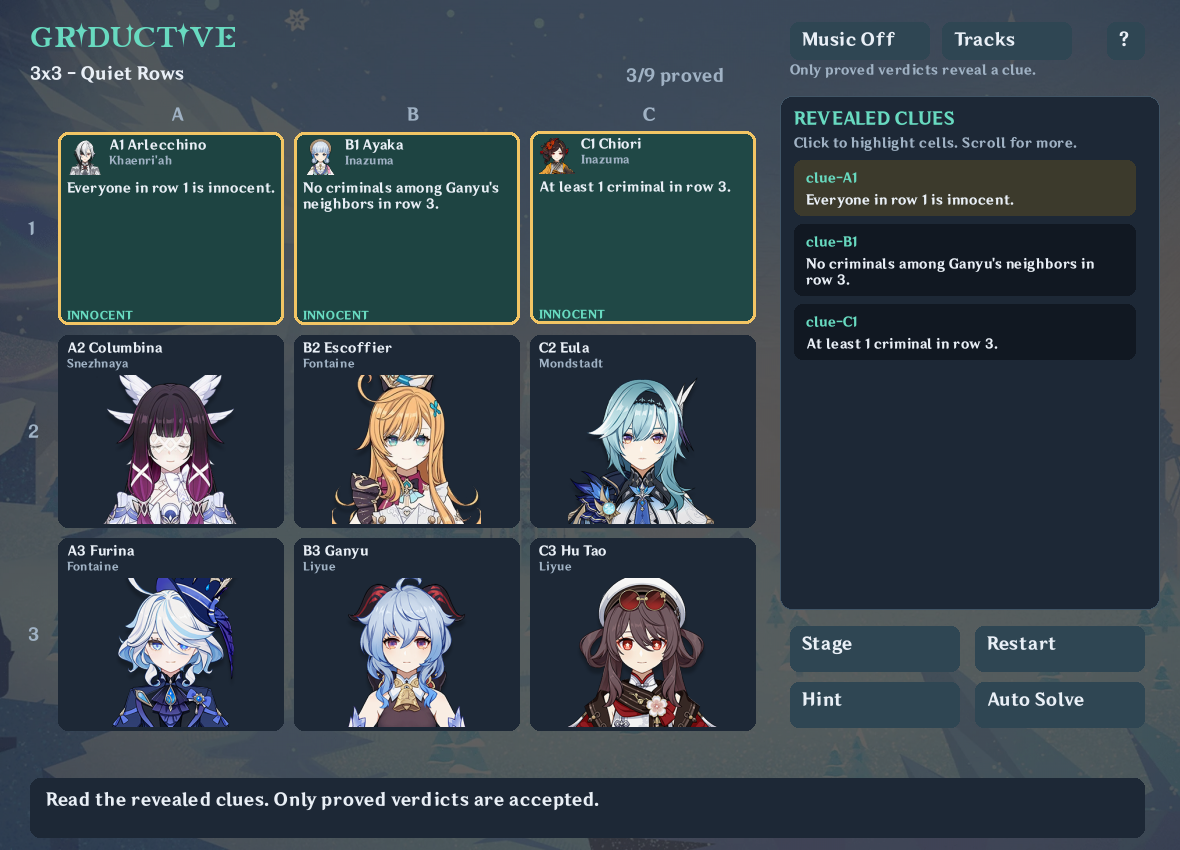 GRIDUCTIVE
3x3 - Quiet Rows
3/9 proved
Music Off
Tracks
?
Only proved verdicts reveal a clue.
A
B
C
1
A1 Arlecchino
Khaenri'ah
Everyone in row 1 is innocent.
INNOCENT
B1 Ayaka
Inazuma
No criminals among Ganyu's
neighbors in row 3.
INNOCENT
C1 Chiori
Inazuma
At least 1 criminal in row 3.
INNOCENT
2
A2 Columbina
Snezhnaya
B2 Escoffier
Fontaine
C2 Eula
Mondstadt
3
A3 Furina
Fontaine
B3 Ganyu
Liyue
C3 Hu Tao
Liyue
REVEALED CLUES
Click to highlight cells. Scroll for more.
clue-A1
Everyone in row 1 is innocent.
clue-B1
No criminals among Ganyu's neighbors in
row 3.
clue-C1
At least 1 criminal in row 3.
Stage
Restart
Hint
Auto Solve
Read the revealed clues. Only proved verdicts are accepted.